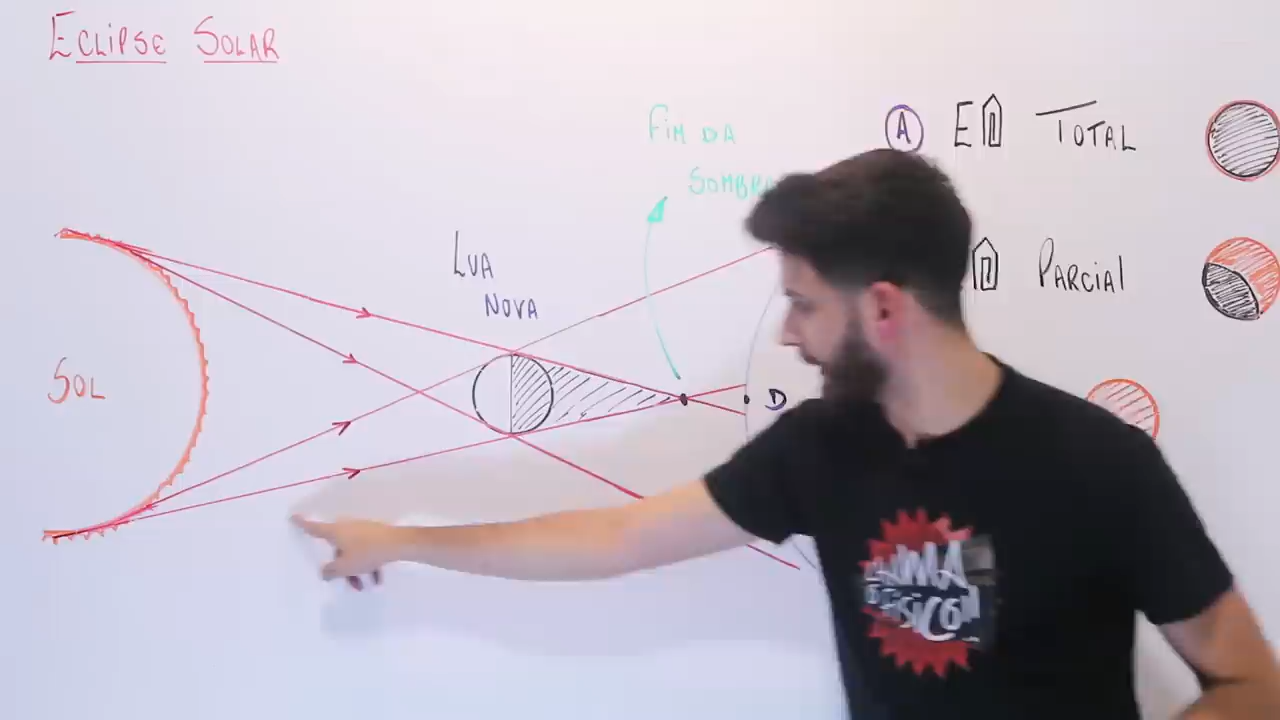 ECLIPSE SOLAR
FIM DA
SOMBRA
A E TOTAL
LUA
NOVA
PARCIAL
SOL
D